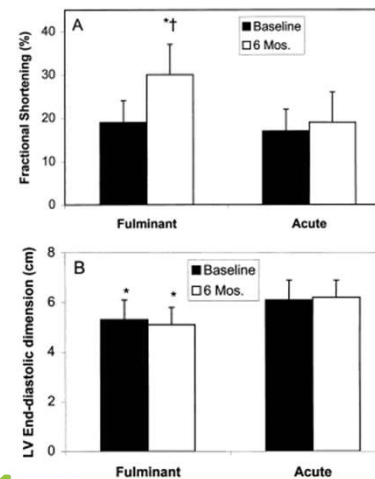 A
*†
Baseline
6 Mos.
Fractional Shortening (%)
40
30
20
10
0
Fulminant
Acute
B
Baseline
6 Mos.
LV End-diastolic dimension (cm)
8
6
4
2
0
*
*
Fulminant
Acute